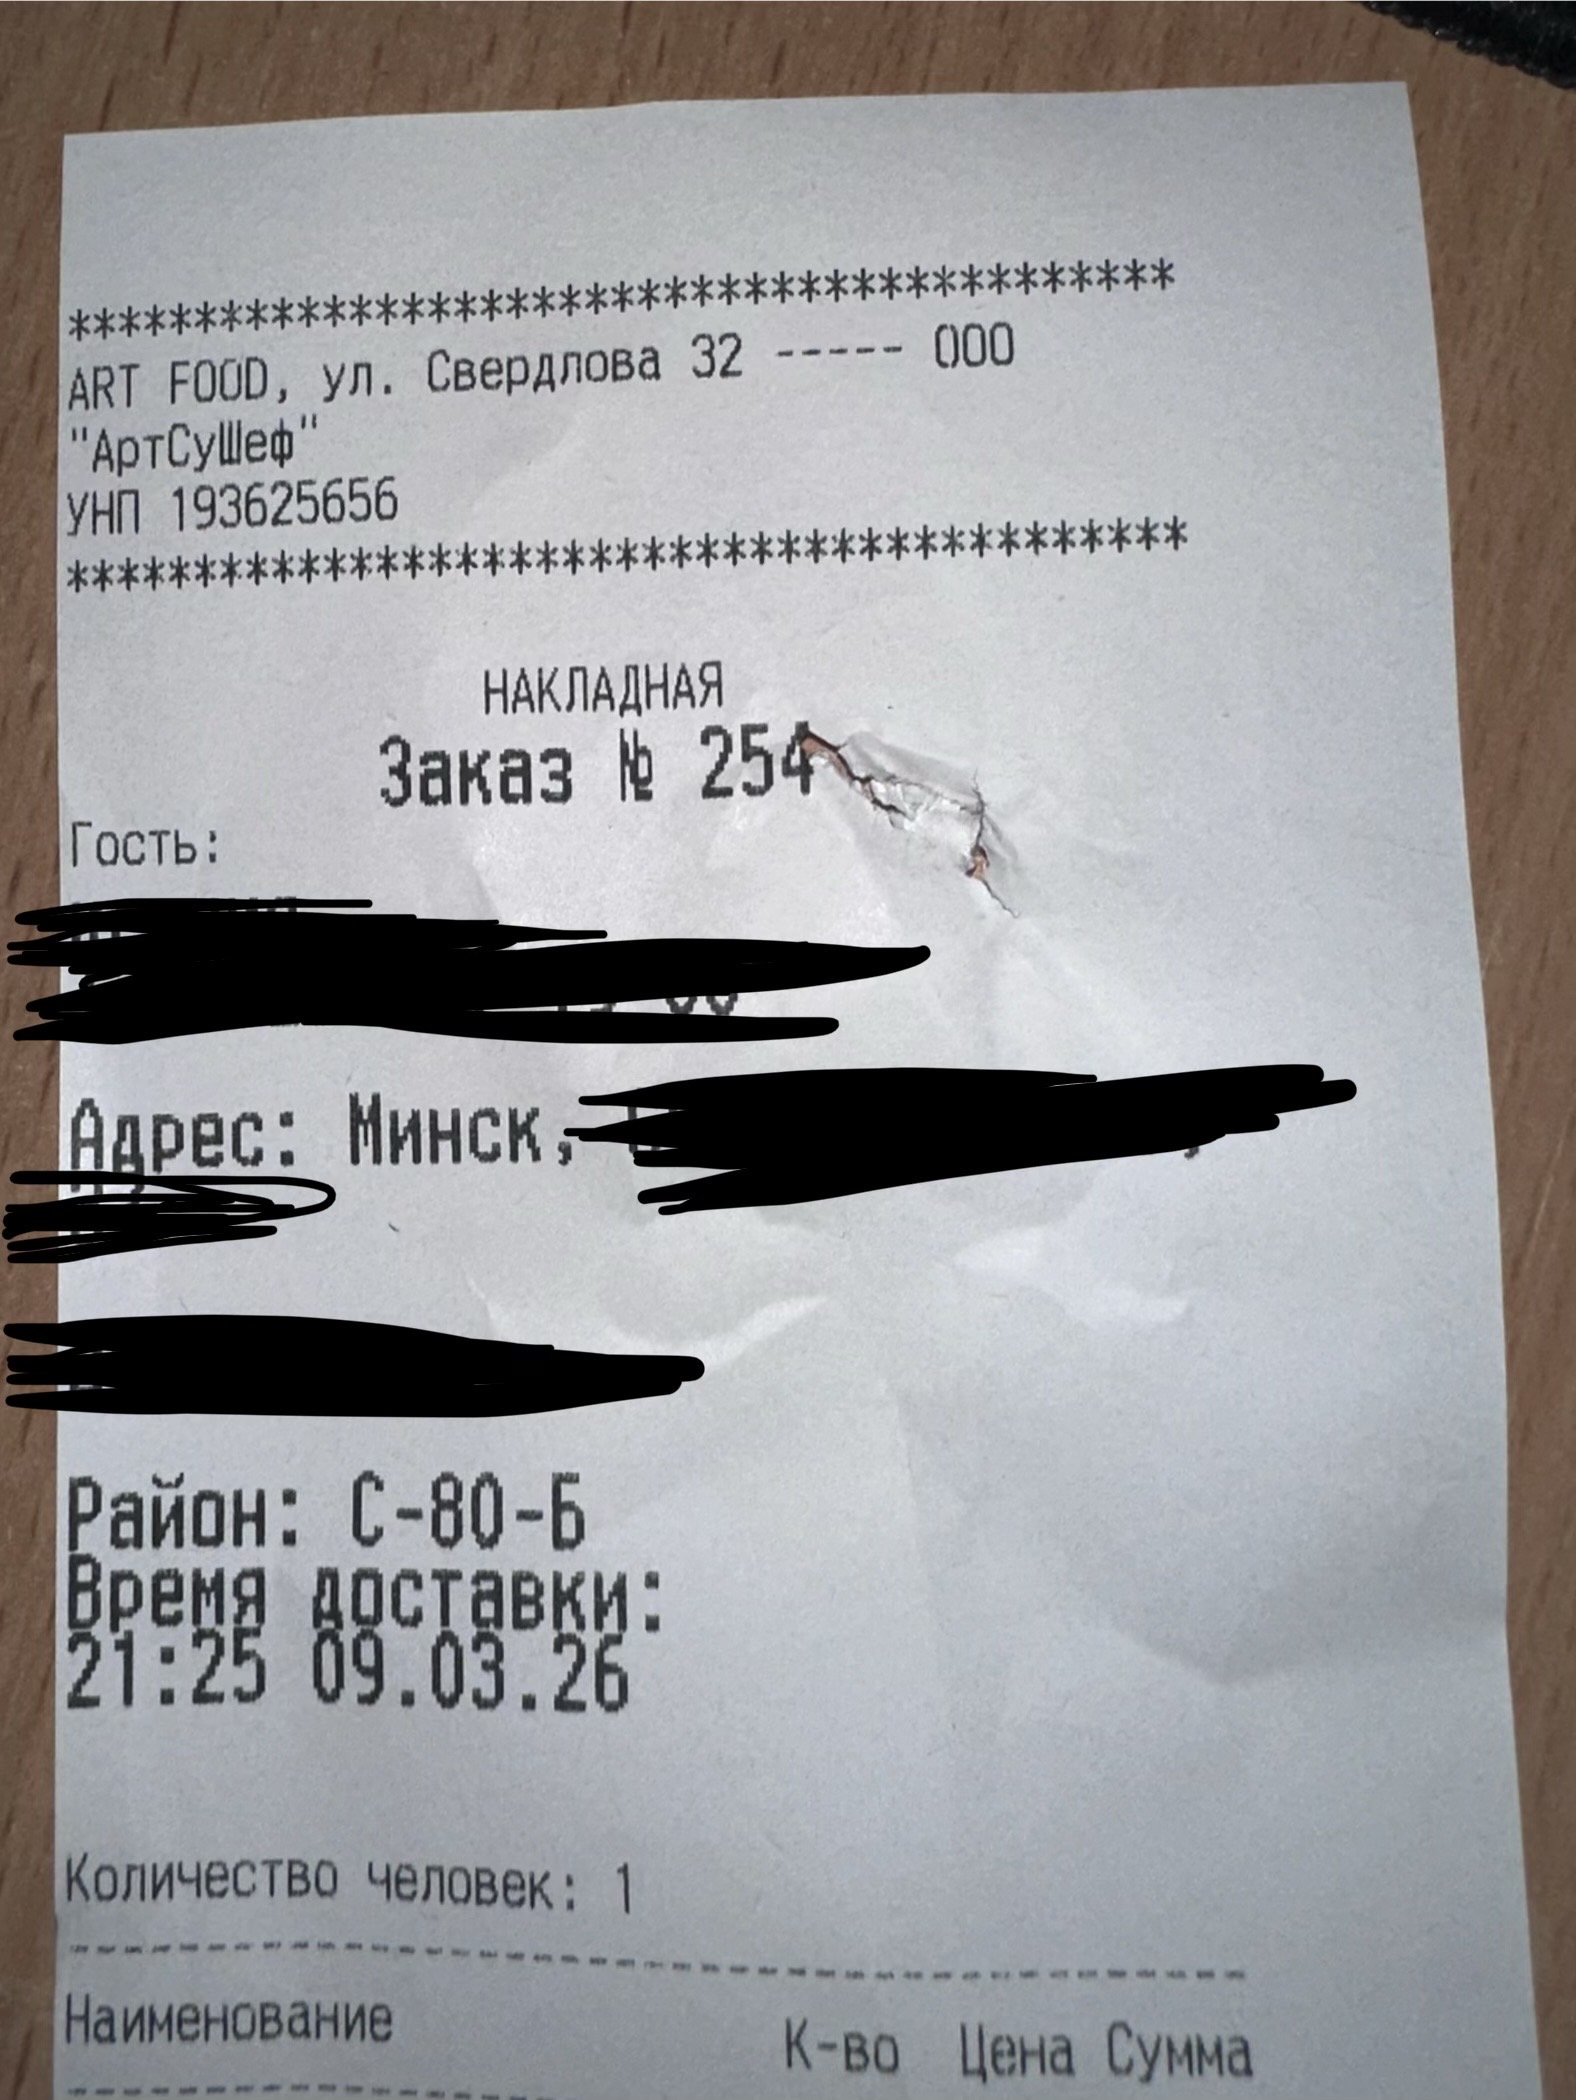 ******************************************
ART FOOD, ул. Свердлова 32 ----- ООО
"АртСуШеф"
УНП 193625656
******************************************
НАКЛАДНАЯ
Заказ № 254
Гость:
Адрес: Минск,
Район: С-80-Б
Время доставки:
21:25 09.03.26
Количество человек: 1
Наименование
К-во Цена Сумма